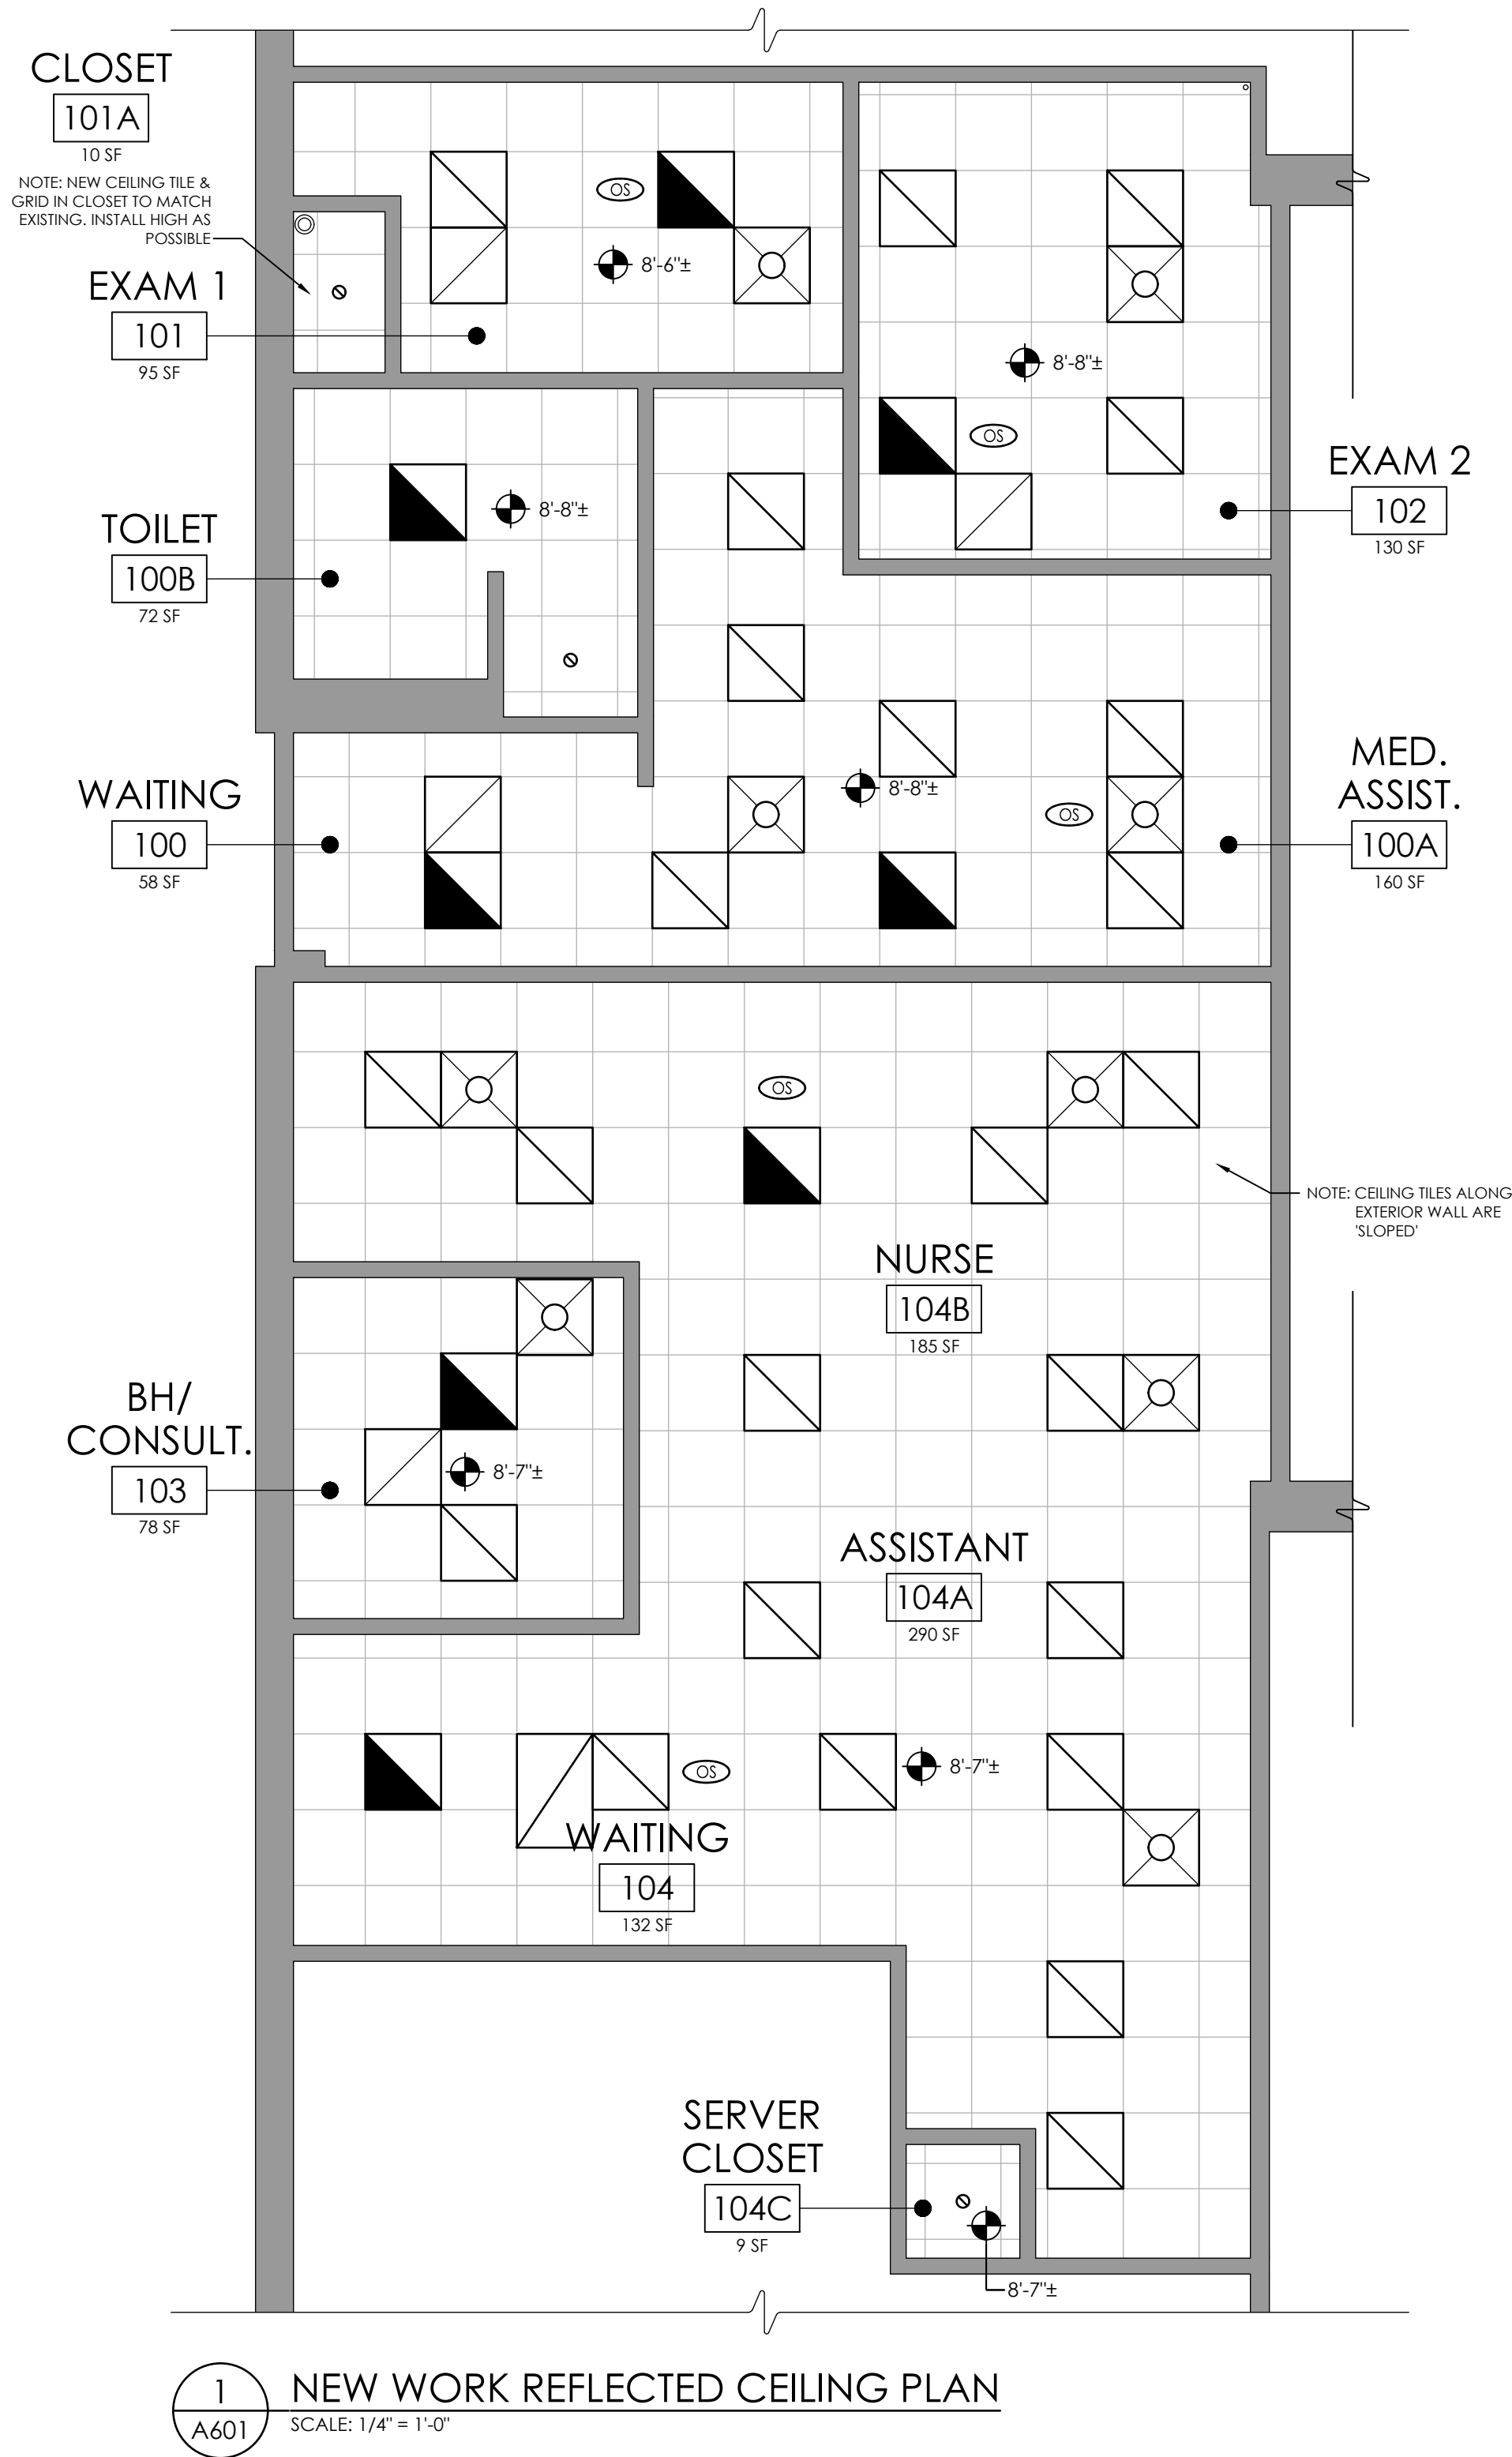 CLOSET
101A
10 SF
NOTE: NEW CEILING TILE &
GRID IN CLOSET TO MATCH
EXISTING. INSTALL HIGH AS
POSSIBLE
OS
8'-6"±
EXAM 1
101
95 SF
8'-8"±
OS
EXAM 2
102
130 SF
TOILET
100B
72 SF
8'-8"±
WAITING
100
58 SF
8'-8"±
OS
MED.
ASSIST.
100A
160 SF
OS
NOTE: CEILING TILES ALONG
EXTERIOR WALL ARE
'SLOPED'
NURSE
104B
185 SF
BH/
CONSULT.
103
78 SF
8'-7"±
ASSISTANT
104A
290 SF
OS
8'-7"±
WAITING
104
132 SF
SERVER
CLOSET
104C
9 SF
8'-7"±
1
A601
NEW WORK REFLECTED CEILING PLAN
SCALE: 1/4" = 1'-0"